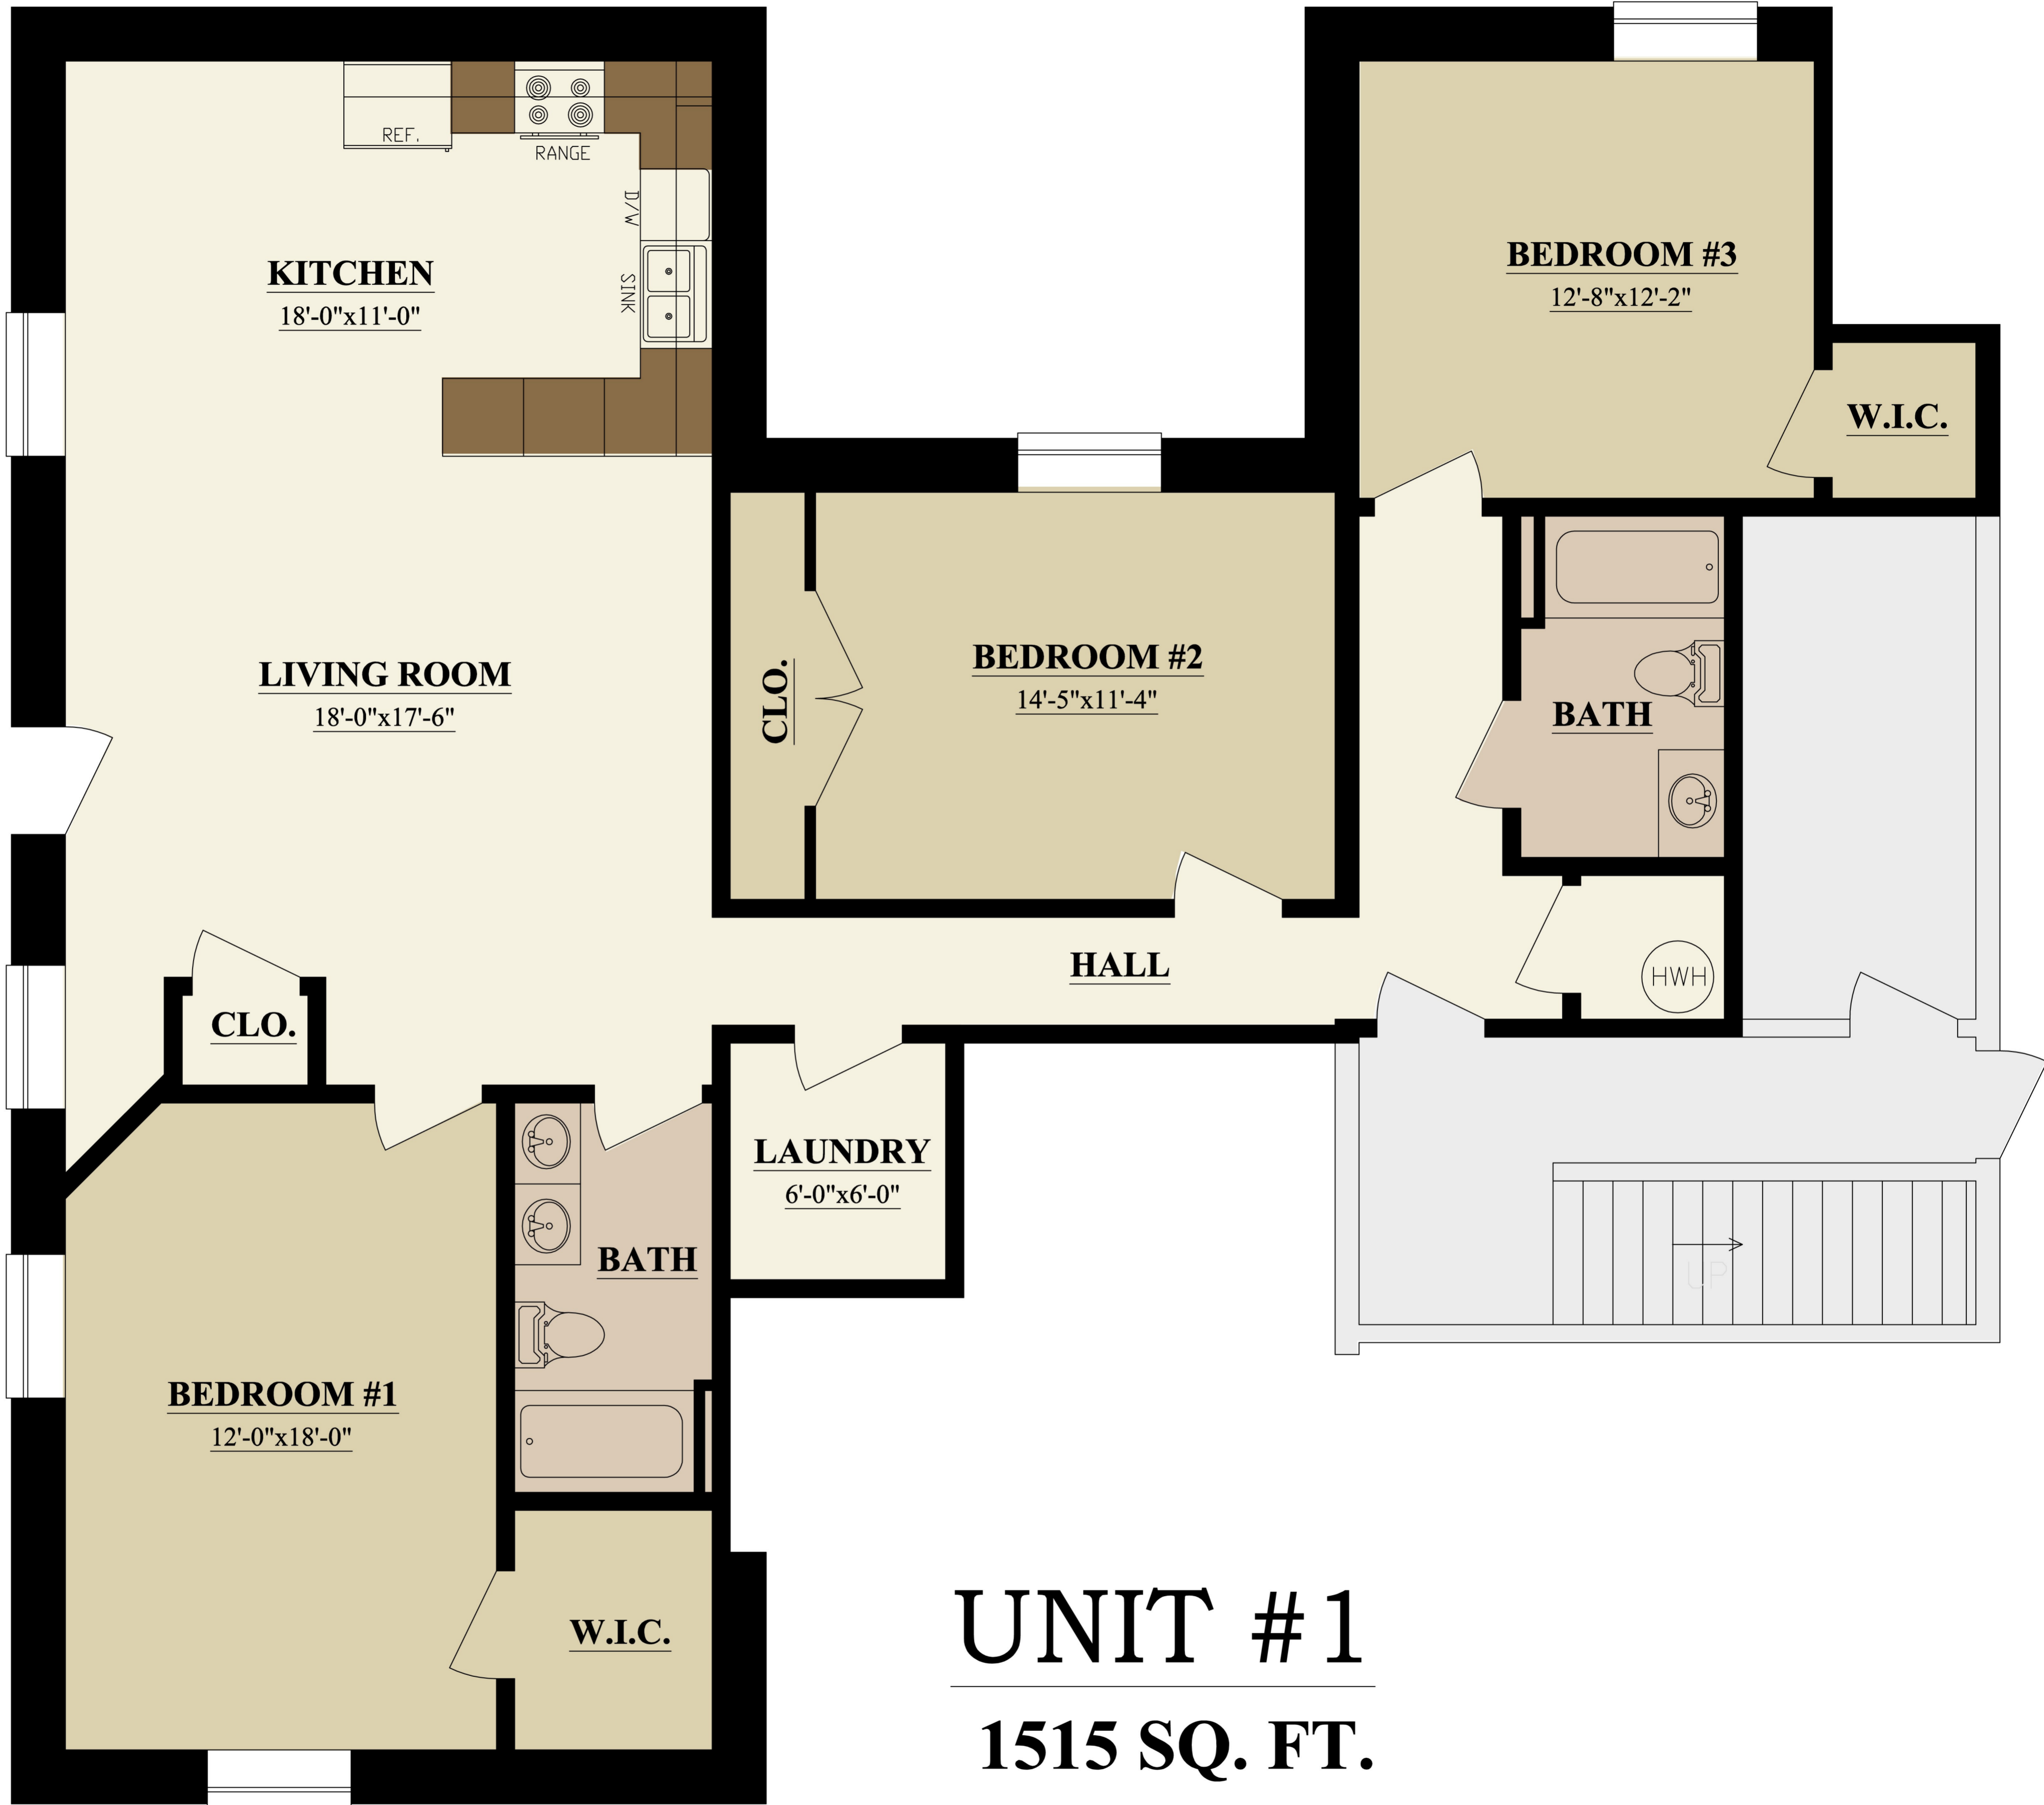 REF.
RANGE
D/W
SINK
KITCHEN
18'-0"x11'-0"
BEDROOM #3
12'-8"x12'-2"
W.I.C.
LIVING ROOM
18'-0"x17'-6"
CLO.
BEDROOM #2
14'-5"x11'-4"
BATH
HALL
HWH
CLO.
LAUNDRY
6'-0"x6'-0"
BATH
UP
BEDROOM #1
12'-0"x18'-0"
W.I.C.
UNIT #1
1515 SQ. FT.